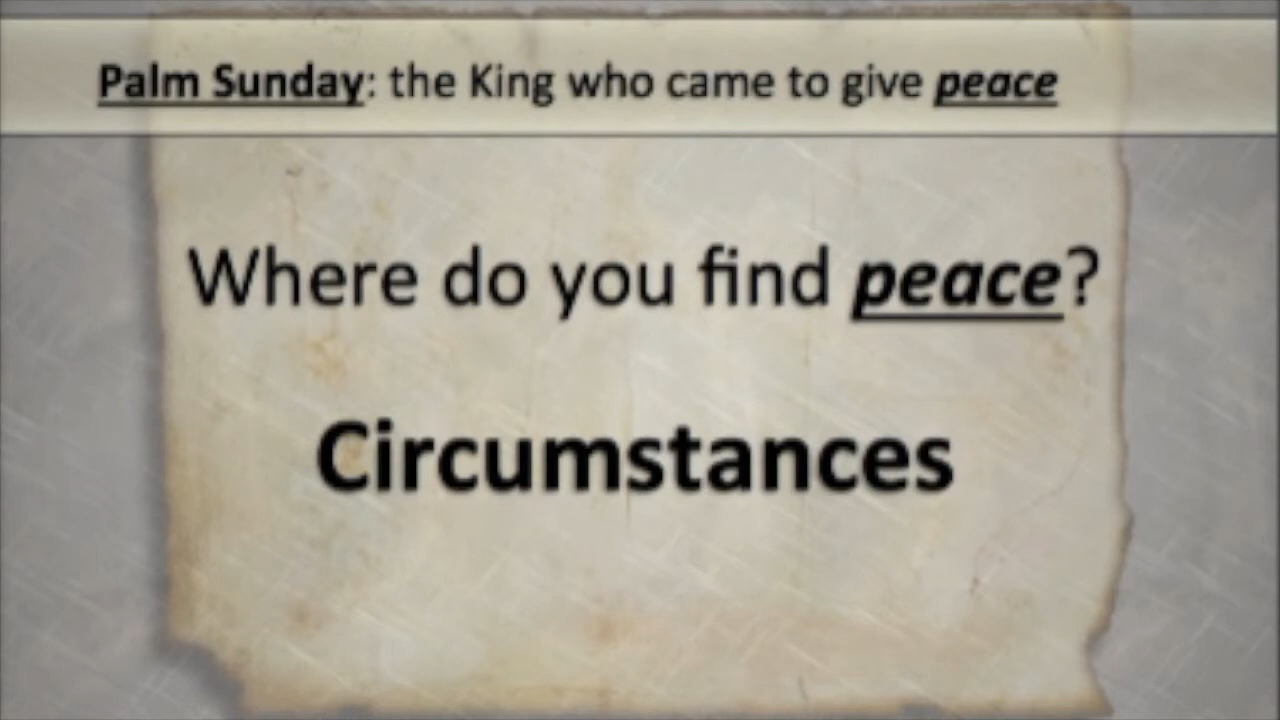 Palm Sunday: the King who came to give peace
Where do you find peace?
Circumstances